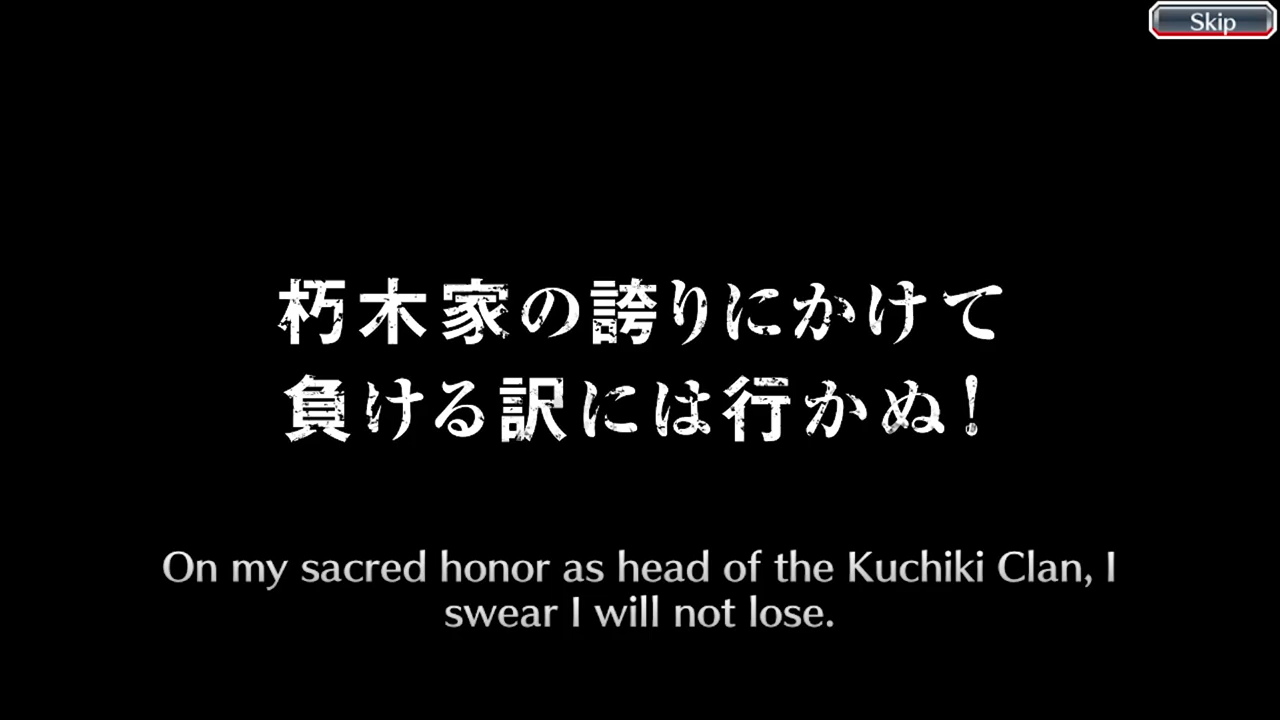 Skip
朽木家の誇りにかけて
負ける訳には行かぬ!
On my sacred honor as head of the Kuchiki Clan, I
swear I will not lose.